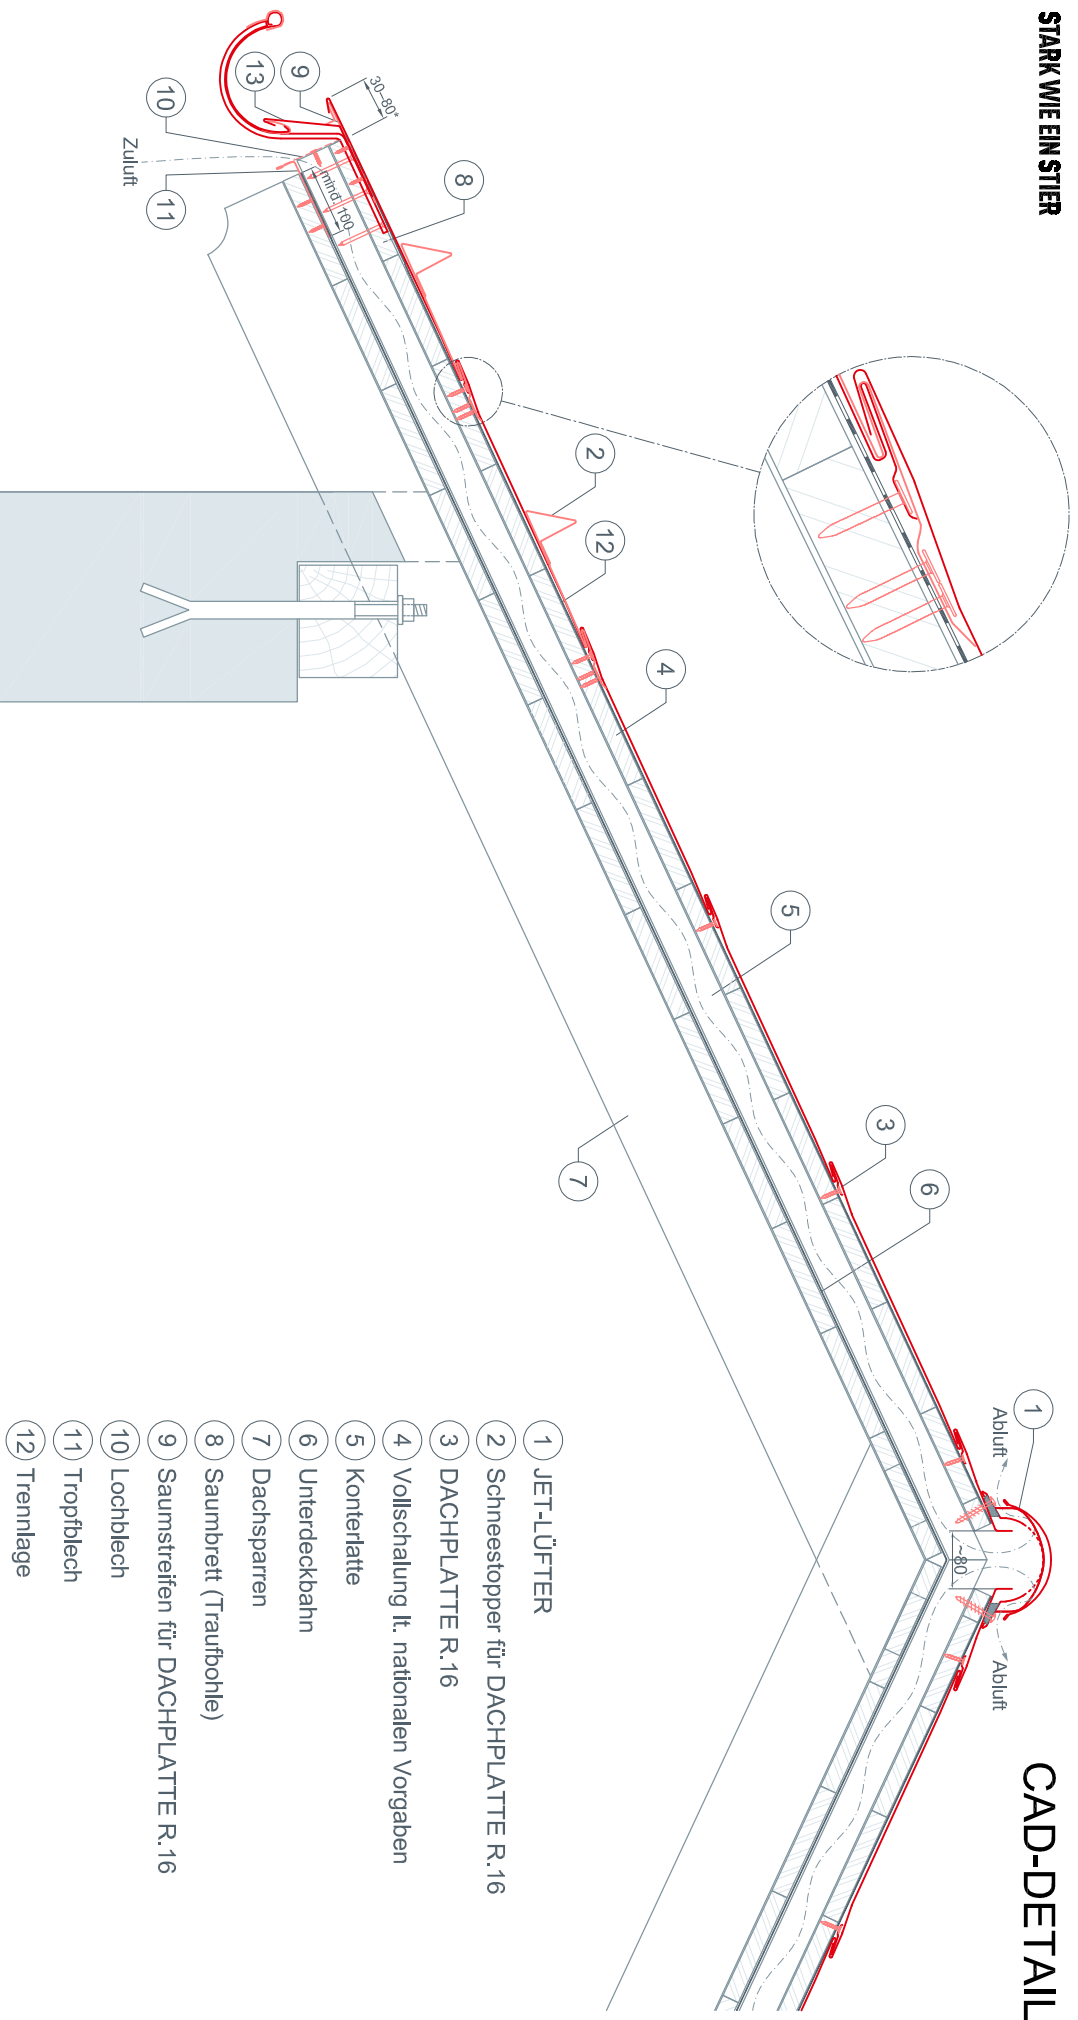 STARK WIE EIN STIER
CAD-DETAIL
1
Abluft
Abluft
~80
6
3
5
4
12
2
8
30–80*
9
13
10
11
Zuluft
mind. 100
7
1 JET-LÜFTER
2 Schneestopper für DACHPLATTE R.16
3 DACHPLATTE R.16
4 Vollschalung lt. nationalen Vorgaben
5 Konterlatte
6 Unterdeckbahn
7 Dachsparren
8 Saumbrett (Traufbohle)
9 Saumstreifen für DACHPLATTE R.16
10 Lochblech
11 Tropfblech
12 Trennlage